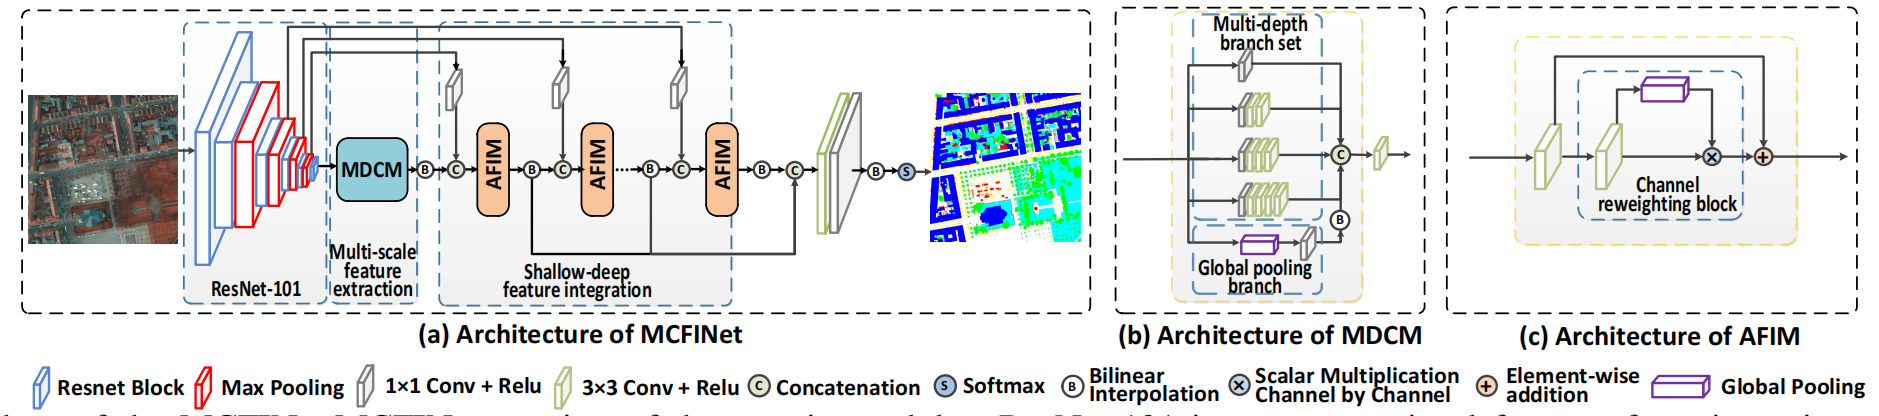 MDCM
B
C
AFIM
B
C
AFIM
B
C
AFIM
B
C
B
S
ResNet-101
Multi-scale
feature
extraction
Shallow-deep
feature integration
(a) Architecture of MCFINet
Multi-depth
branch set
C
B
Global pooling
branch
(b) Architecture of MDCM
Channel
reweighting block
(c) Architecture of AFIM
Resnet Block
Max Pooling
1×1 Conv + Relu
3×3 Conv + Relu
C Concatenation
S Softmax
B Bilinear
Interpolation
Scalar Multiplication
Channel by Channel
Element-wise
addition
Global Pooling